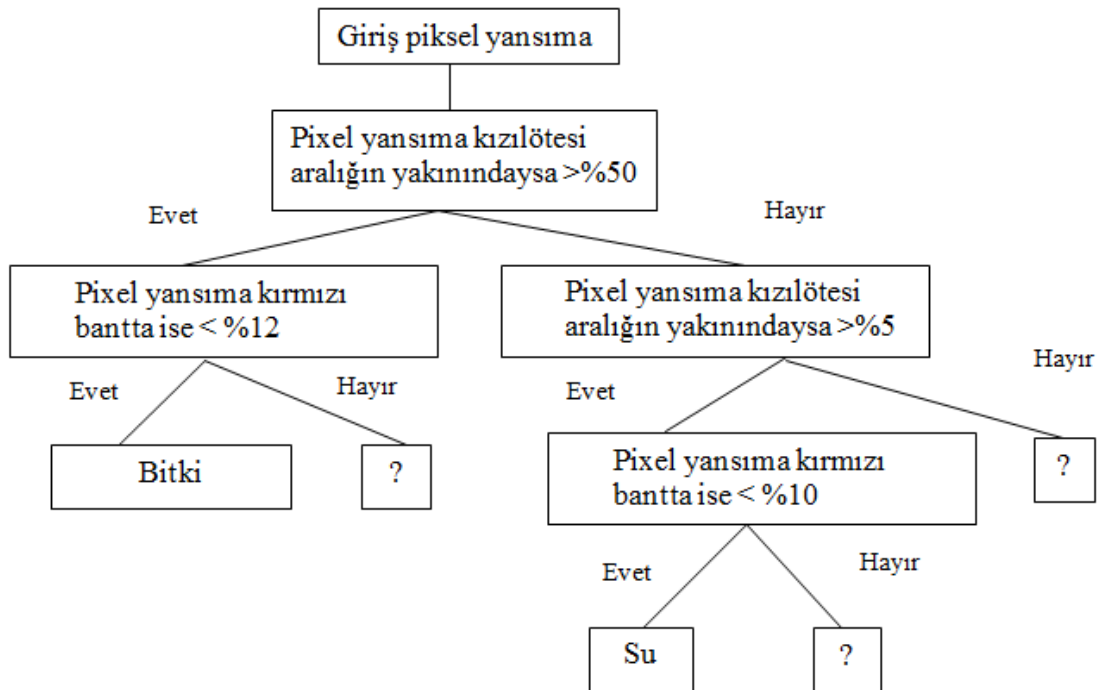 Giriş piksel yansıma
Pixel yansıma kızılötesi
aralığın yakınındaysa >%50
Evet
Hayır
Pixel yansıma kırmızı
bantta ise < %12
Pixel yansıma kızılötesi
aralığın yakınındaysa >%5
Evet
Hayır
Evet
Hayır
Bitki
?
Pixel yansıma kırmızı
bantta ise < %10
?
Evet
Hayır
Su
?